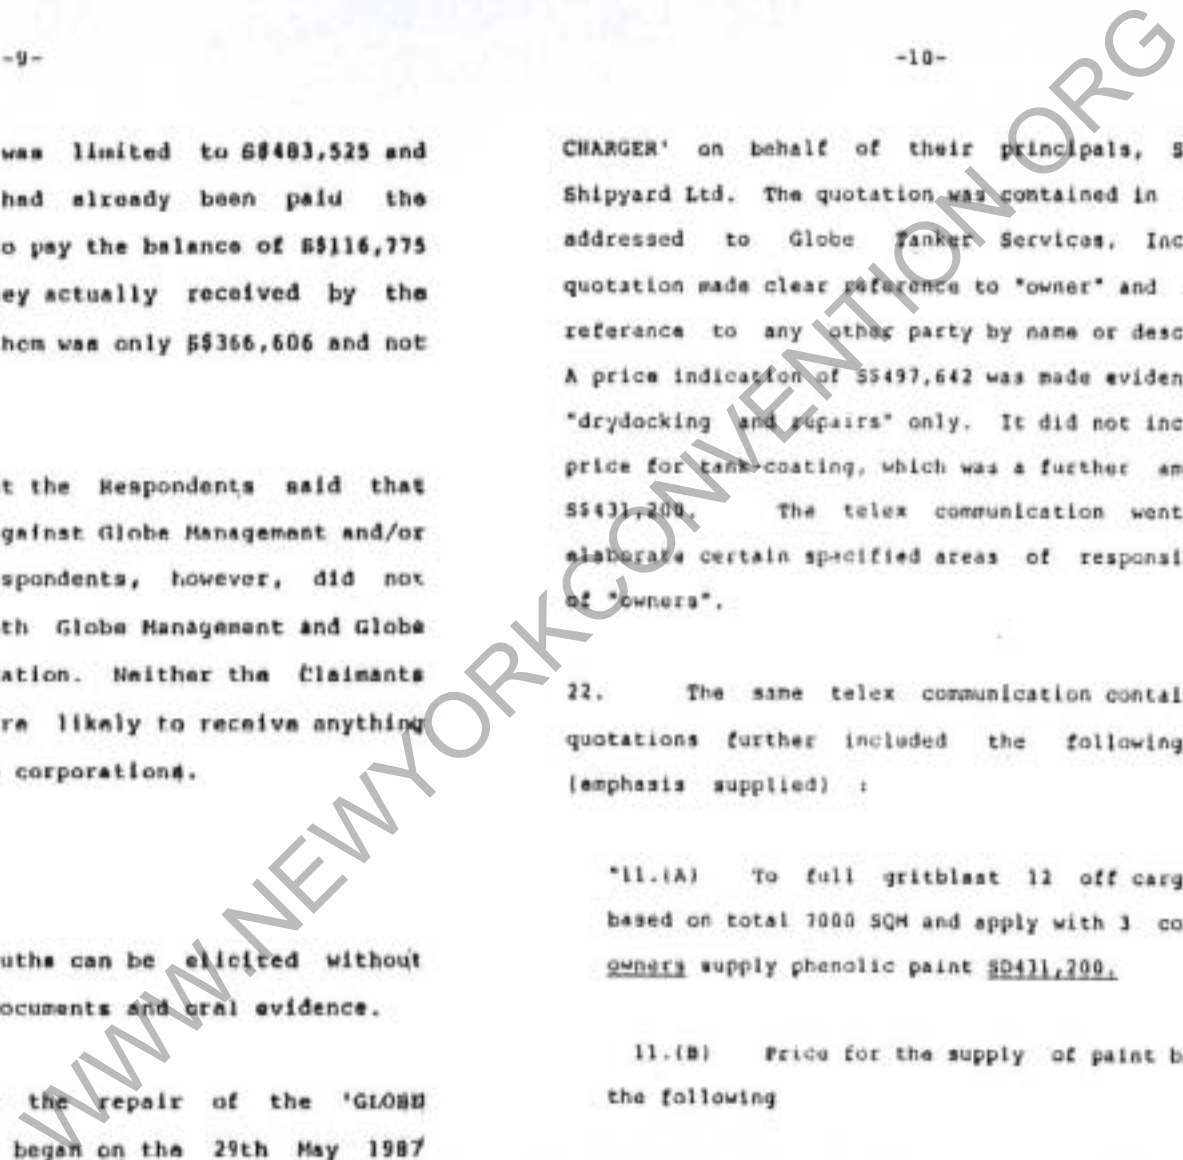 -9-
was limited to S$483,525 and
had already been paid the
o pay the balance of S$116,775
ey actually received by the
hem was only S$366,606 and not
t the Respondents said that
gainst Globe Management and/or
spondents, however, did not
th Globe Management and Globe
ation. Neither the Claimants
re likely to receive anything
corporations.
uths can be elicited without
ocuments and oral evidence.
the repair of the 'GLOBE
began on the 29th May 1987
-10-
CHARGER' on behalf of their principals, S
Shipyard Ltd. The quotation was contained in
addressed to Globe Tanker Services, Inc
quotation made clear reference to "owner" and
reference to any other party by name or desc
A price indication of S$497,642 was made eviden
"drydocking and repairs" only. It did not inc
price for tank-coating, which was a further am
S$431,200. The telex communication went
elaborate certain specified areas of responsi
of "owners".
22. The same telex communication contai
quotations further included the following
(emphasis supplied) :
"11.(A) To full gritblast 12 off carg
based on total 7000 SQM and apply with 3 co
owners supply phenolic paint SD431,200.
11.(B) Price for the supply of paint b
the following
WWW.NEWYORKCONVENTION.ORG